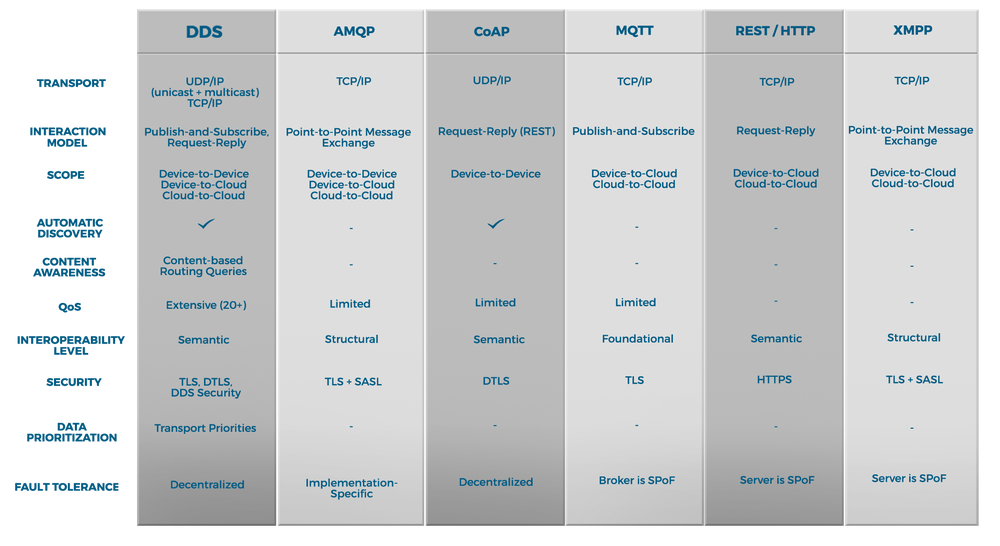 DDS AMQP CoAP MQTT REST / HTTP XMPP
TRANSPORT UDP/IP TCP/IP UDP/IP TCP/IP TCP/IP TCP/IP
(unicast + multicast)
TCP/IP
INTERACTION Publish-and-Subscribe, Point-to-Point Message Request-Reply (REST) Publish-and-Subscribe Request-Reply Point-to-Point Message
MODEL Request-Reply Exchange Exchange
SCOPE Device-to-Device Device-to-Device Device-to-Device Device-to-Cloud Device-to-Cloud Device-to-Cloud
Device-to-Cloud Device-to-Cloud Cloud-to-Cloud Cloud-to-Cloud Cloud-to-Cloud
Cloud-to-Cloud Cloud-to-Cloud
AUTOMATIC ✓ - ✓ - - -
DISCOVERY
CONTENT Content-based - - - - -
AWARENESS Routing Queries
QoS Extensive (20+) Limited Limited Limited - -
INTEROPERABILITY Semantic Structural Semantic Foundational Semantic Structural
LEVEL
SECURITY TLS, DTLS, TLS + SASL DTLS TLS HTTPS TLS + SASL
DDS Security
DATA Transport Priorities - - - - -
PRIORITIZATION
FAULT TOLERANCE Decentralized Implementation- Decentralized Broker is SPoF Server is SPoF Server is SPoF
Specific